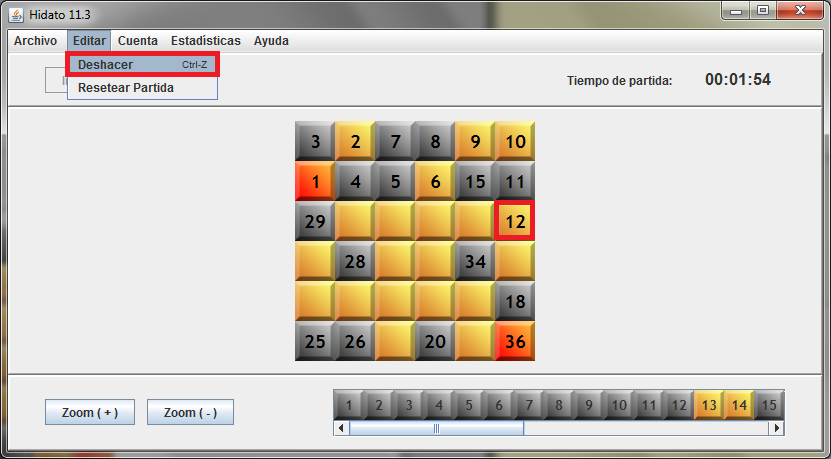 Hidato 11.3
Archivo Editar Cuenta Estadísticas Ayuda
Deshacer Ctrl-Z
Resetear Partida
Tiempo de partida: 00:01:54
3 2 7 8 9 10
1 4 5 6 15 11
29 12
28 34
18
25 26 20 36
Zoom ( + ) Zoom ( - )
1 2 3 4 5 6 7 8 9 10 11 12 13 14 15